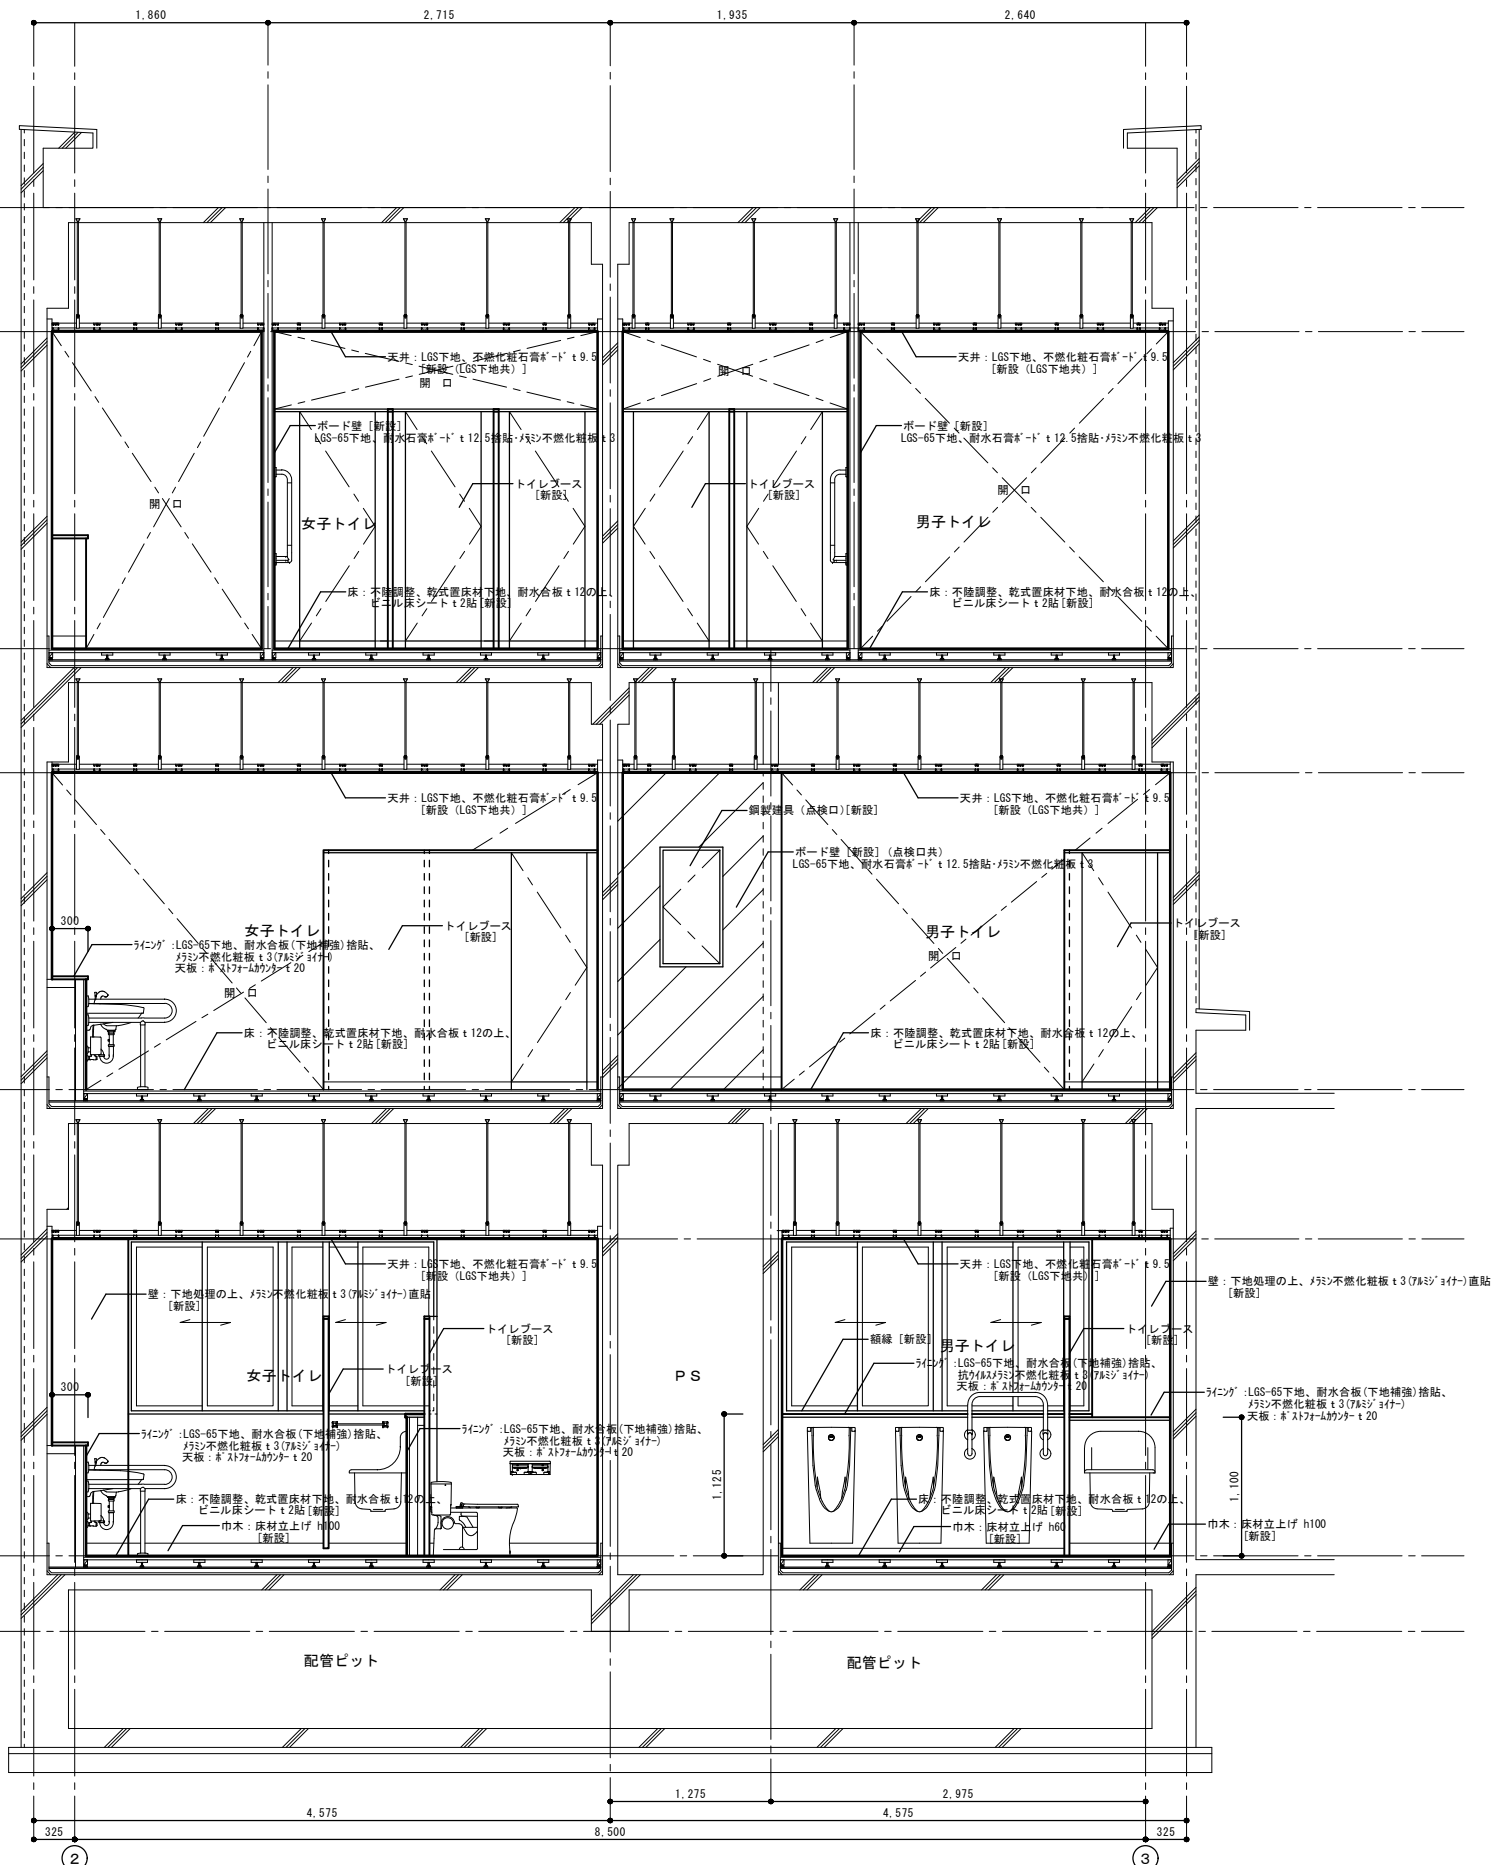 1,860
2,715
1,935
2,640
天井：LGS下地、不燃化粧石膏ﾎﾞｰﾄﾞ t 9.5
[新設（LGS下地共）]
開　口
天井：LGS下地、不燃化粧石膏ﾎﾞｰﾄﾞ t 9.5
[新設（LGS下地共）]
開　口
ボード壁 [新設]
LGS-65下地、耐水石膏ﾎﾞｰﾄﾞ t 12.5捨貼･ﾒﾗﾐﾝ不燃化粧板 t 3
ボード壁 [新設]
LGS-65下地、耐水石膏ﾎﾞｰﾄﾞ t 12.5捨貼･ﾒﾗﾐﾝ不燃化粧板 t 3
トイレブース
[新設]
トイレブース
[新設]
開　口
開　口
女子トイレ
男子トイレ
床：不陸調整、乾式置床材下地、耐水合板 t 12の上、
ビニル床シート t 2貼 [新設]
床：不陸調整、乾式置床材下地、耐水合板 t 12の上、
ビニル床シート t 2貼 [新設]
天井：LGS下地、不燃化粧石膏ﾎﾞｰﾄﾞ t 9.5
[新設（LGS下地共）]
天井：LGS下地、不燃化粧石膏ﾎﾞｰﾄﾞ t 9.5
[新設（LGS下地共）]
鋼製建具（点検口）[新設]
ボード壁 [新設]（点検口共）
LGS-65下地、耐水石膏ﾎﾞｰﾄﾞ t 12.5捨貼･ﾒﾗﾐﾝ不燃化粧板 t 3
300
女子トイレ
トイレブース
[新設]
ﾗｲﾆﾝｸﾞ：LGS-65下地、耐水合板(下地補強)捨貼、
ﾒﾗﾐﾝ不燃化粧板 t 3(ｱﾙﾐｼﾞｮｲﾅｰ)
天板：ﾎﾟｽﾄﾌｫｰﾑｶｳﾝﾀｰ t 20
開　口
男子トイレ
開　口
トイレブース
[新設]
床：不陸調整、乾式置床材下地、耐水合板 t 12の上、
ビニル床シート t 2貼 [新設]
床：不陸調整、乾式置床材下地、耐水合板 t 12の上、
ビニル床シート t 2貼 [新設]
天井：LGS下地、不燃化粧石膏ﾎﾞｰﾄﾞ t 9.5
[新設（LGS下地共）]
天井：LGS下地、不燃化粧石膏ﾎﾞｰﾄﾞ t 9.5
[新設（LGS下地共）]
壁：下地処理の上、ﾒﾗﾐﾝ不燃化粧板 t 3(ｱﾙﾐｼﾞｮｲﾅｰ)直貼
[新設]
壁：下地処理の上、ﾒﾗﾐﾝ不燃化粧板 t 3(ｱﾙﾐｼﾞｮｲﾅｰ)直貼
[新設]
トイレブース
[新設]
額縁 [新設]
トイレブース
[新設]
女子トイレ
トイレブース
[新設]
ＰＳ
男子トイレ
ﾗｲﾆﾝｸﾞ：LGS-65下地、耐水合板(下地補強)捨貼、
抗ｳｲﾙｽﾒﾗﾐﾝ不燃化粧板 t 3(ｱﾙﾐｼﾞｮｲﾅｰ)
天板：ﾎﾟｽﾄﾌｫｰﾑｶｳﾝﾀｰ t 20
300
ﾗｲﾆﾝｸﾞ：LGS-65下地、耐水合板(下地補強)捨貼、
ﾒﾗﾐﾝ不燃化粧板 t 3(ｱﾙﾐｼﾞｮｲﾅｰ)
天板：ﾎﾟｽﾄﾌｫｰﾑｶｳﾝﾀｰ t 20
ﾗｲﾆﾝｸﾞ：LGS-65下地、耐水合板(下地補強)捨貼、
ﾒﾗﾐﾝ不燃化粧板 t 3(ｱﾙﾐｼﾞｮｲﾅｰ)
天板：ﾎﾟｽﾄﾌｫｰﾑｶｳﾝﾀｰ t 20
ﾗｲﾆﾝｸﾞ：LGS-65下地、耐水合板(下地補強)捨貼、
ﾒﾗﾐﾝ不燃化粧板 t 3(ｱﾙﾐｼﾞｮｲﾅｰ)
天板：ﾎﾟｽﾄﾌｫｰﾑｶｳﾝﾀｰ t 20
1,125
1,100
床：不陸調整、乾式置床材下地、耐水合板 t 12の上、
ビニル床シート t 2貼 [新設]
巾木：床材立上げ h100
[新設]
床：不陸調整、乾式置床材下地、耐水合板 t 12の上、
ビニル床シート t 2貼 [新設]
巾木：床材立上げ h60
[新設]
巾木：床材立上げ h100
[新設]
配管ピット
配管ピット
1,275
2,975
4,575
4,575
325
8,500
325
2
3